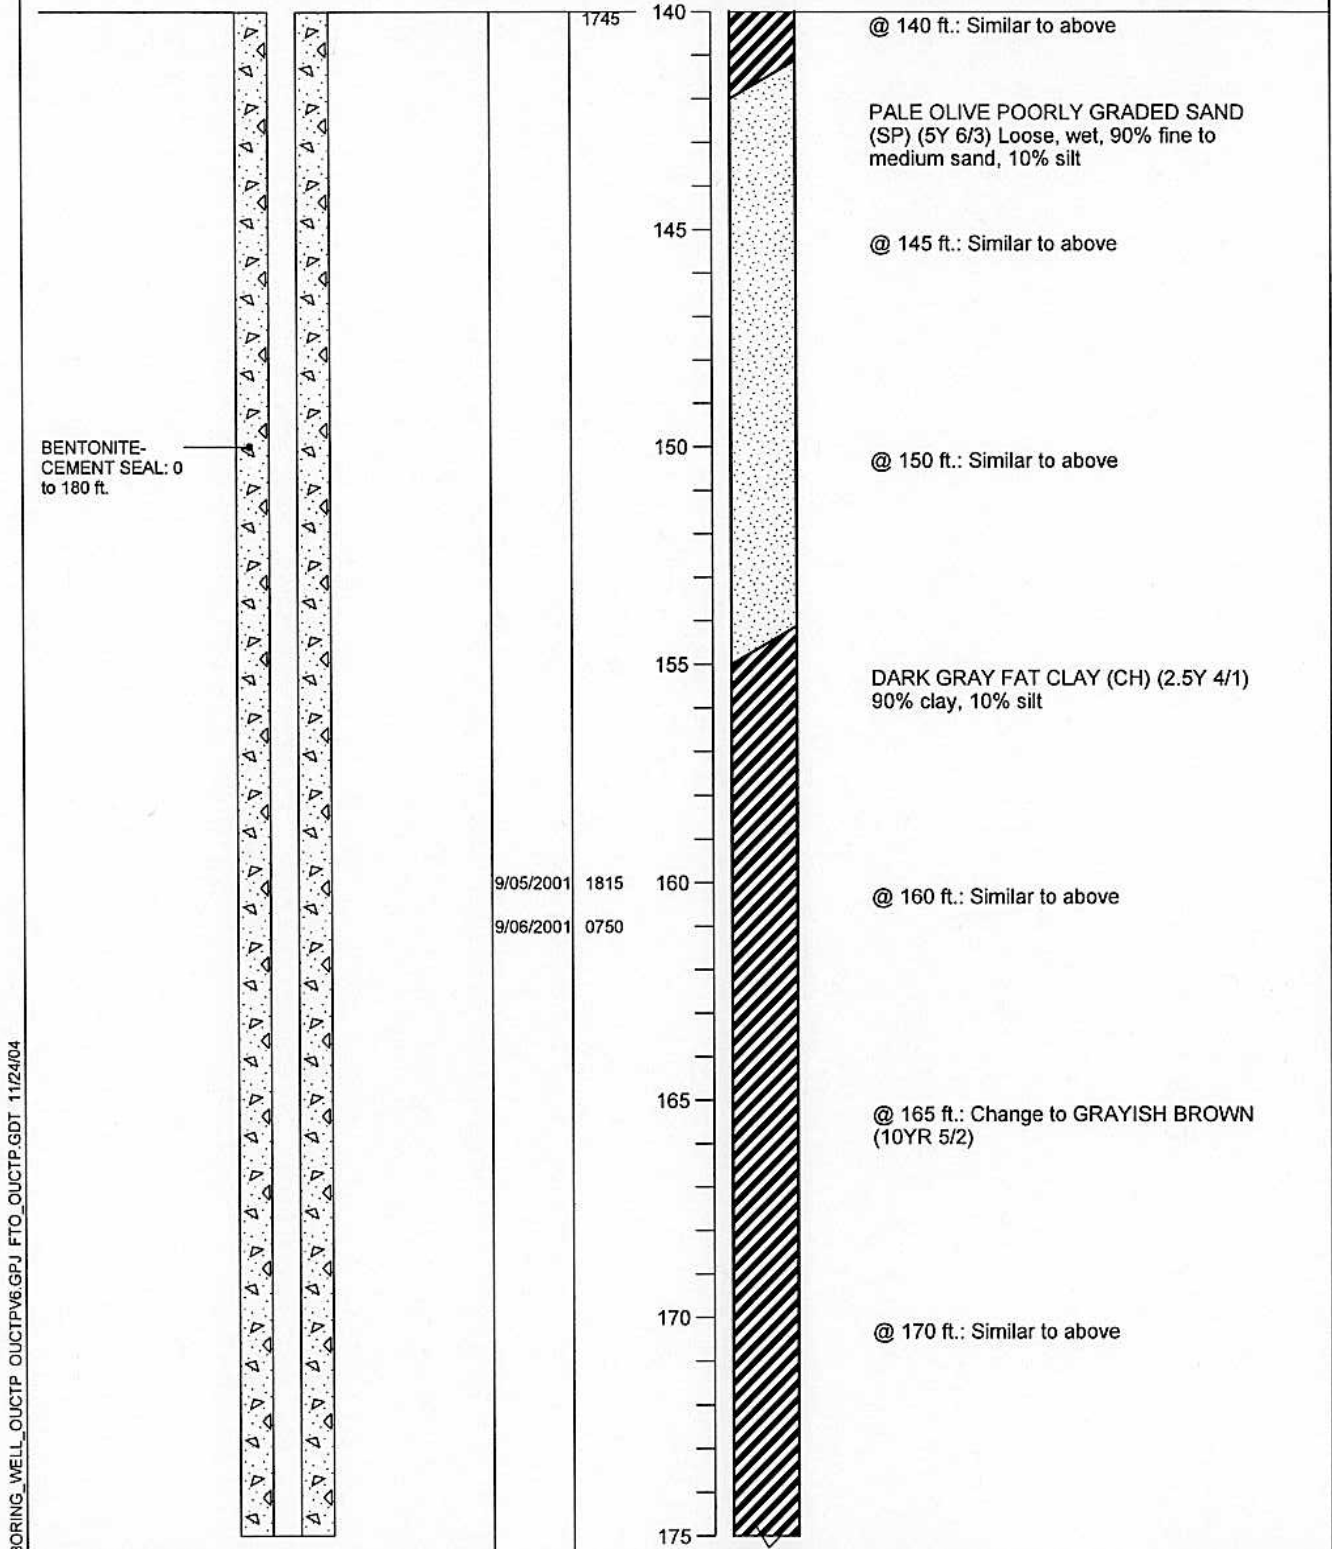 1745
140
@ 140 ft.: Similar to above
PALE OLIVE POORLY GRADED SAND
(SP) (5Y 6/3) Loose, wet, 90% fine to
medium sand, 10% silt
145
@ 145 ft.: Similar to above
BENTONITE-
CEMENT SEAL: 0
to 180 ft.
150
@ 150 ft.: Similar to above
155
DARK GRAY FAT CLAY (CH) (2.5Y 4/1)
90% clay, 10% silt
9/05/2001 1815
160
@ 160 ft.: Similar to above
9/06/2001 0750
165
@ 165 ft.: Change to GRAYISH BROWN
(10YR 5/2)
170
@ 170 ft.: Similar to above
175
BORING_WELL_OUCTP OUCTPV6.GPJ FTO_OUCTP.GDT 11/24/04